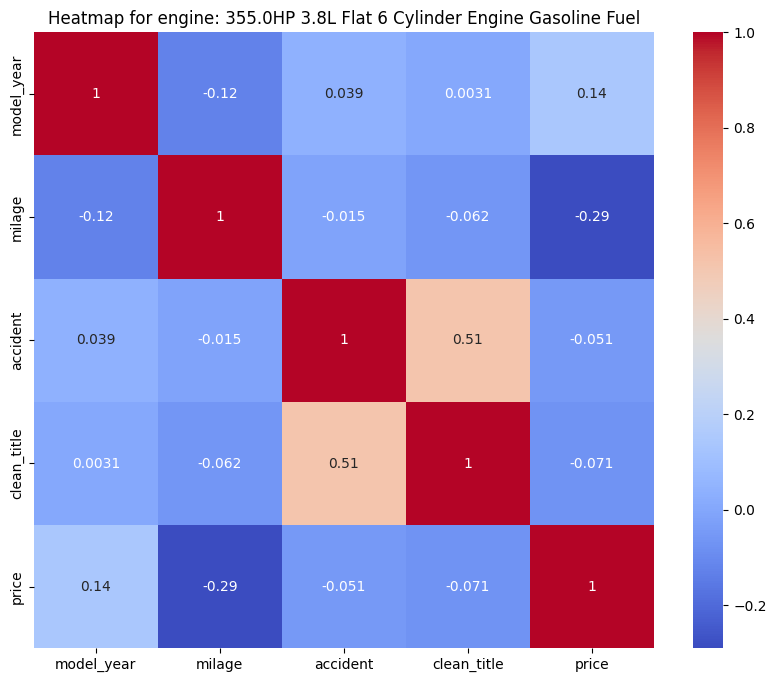 Heatmap for engine: 355.0HP 3.8L Flat 6 Cylinder Engine Gasoline Fuel
model_year 1 -0.12 0.039 0.0031 0.14
milage -0.12 1 -0.015 -0.062 -0.29
accident 0.039 -0.015 1 0.51 -0.051
clean_title 0.0031 -0.062 0.51 1 -0.071
price 0.14 -0.29 -0.051 -0.071 1
model_year milage accident clean_title price
1.0
0.8
0.6
0.4
0.2
0.0
−0.2